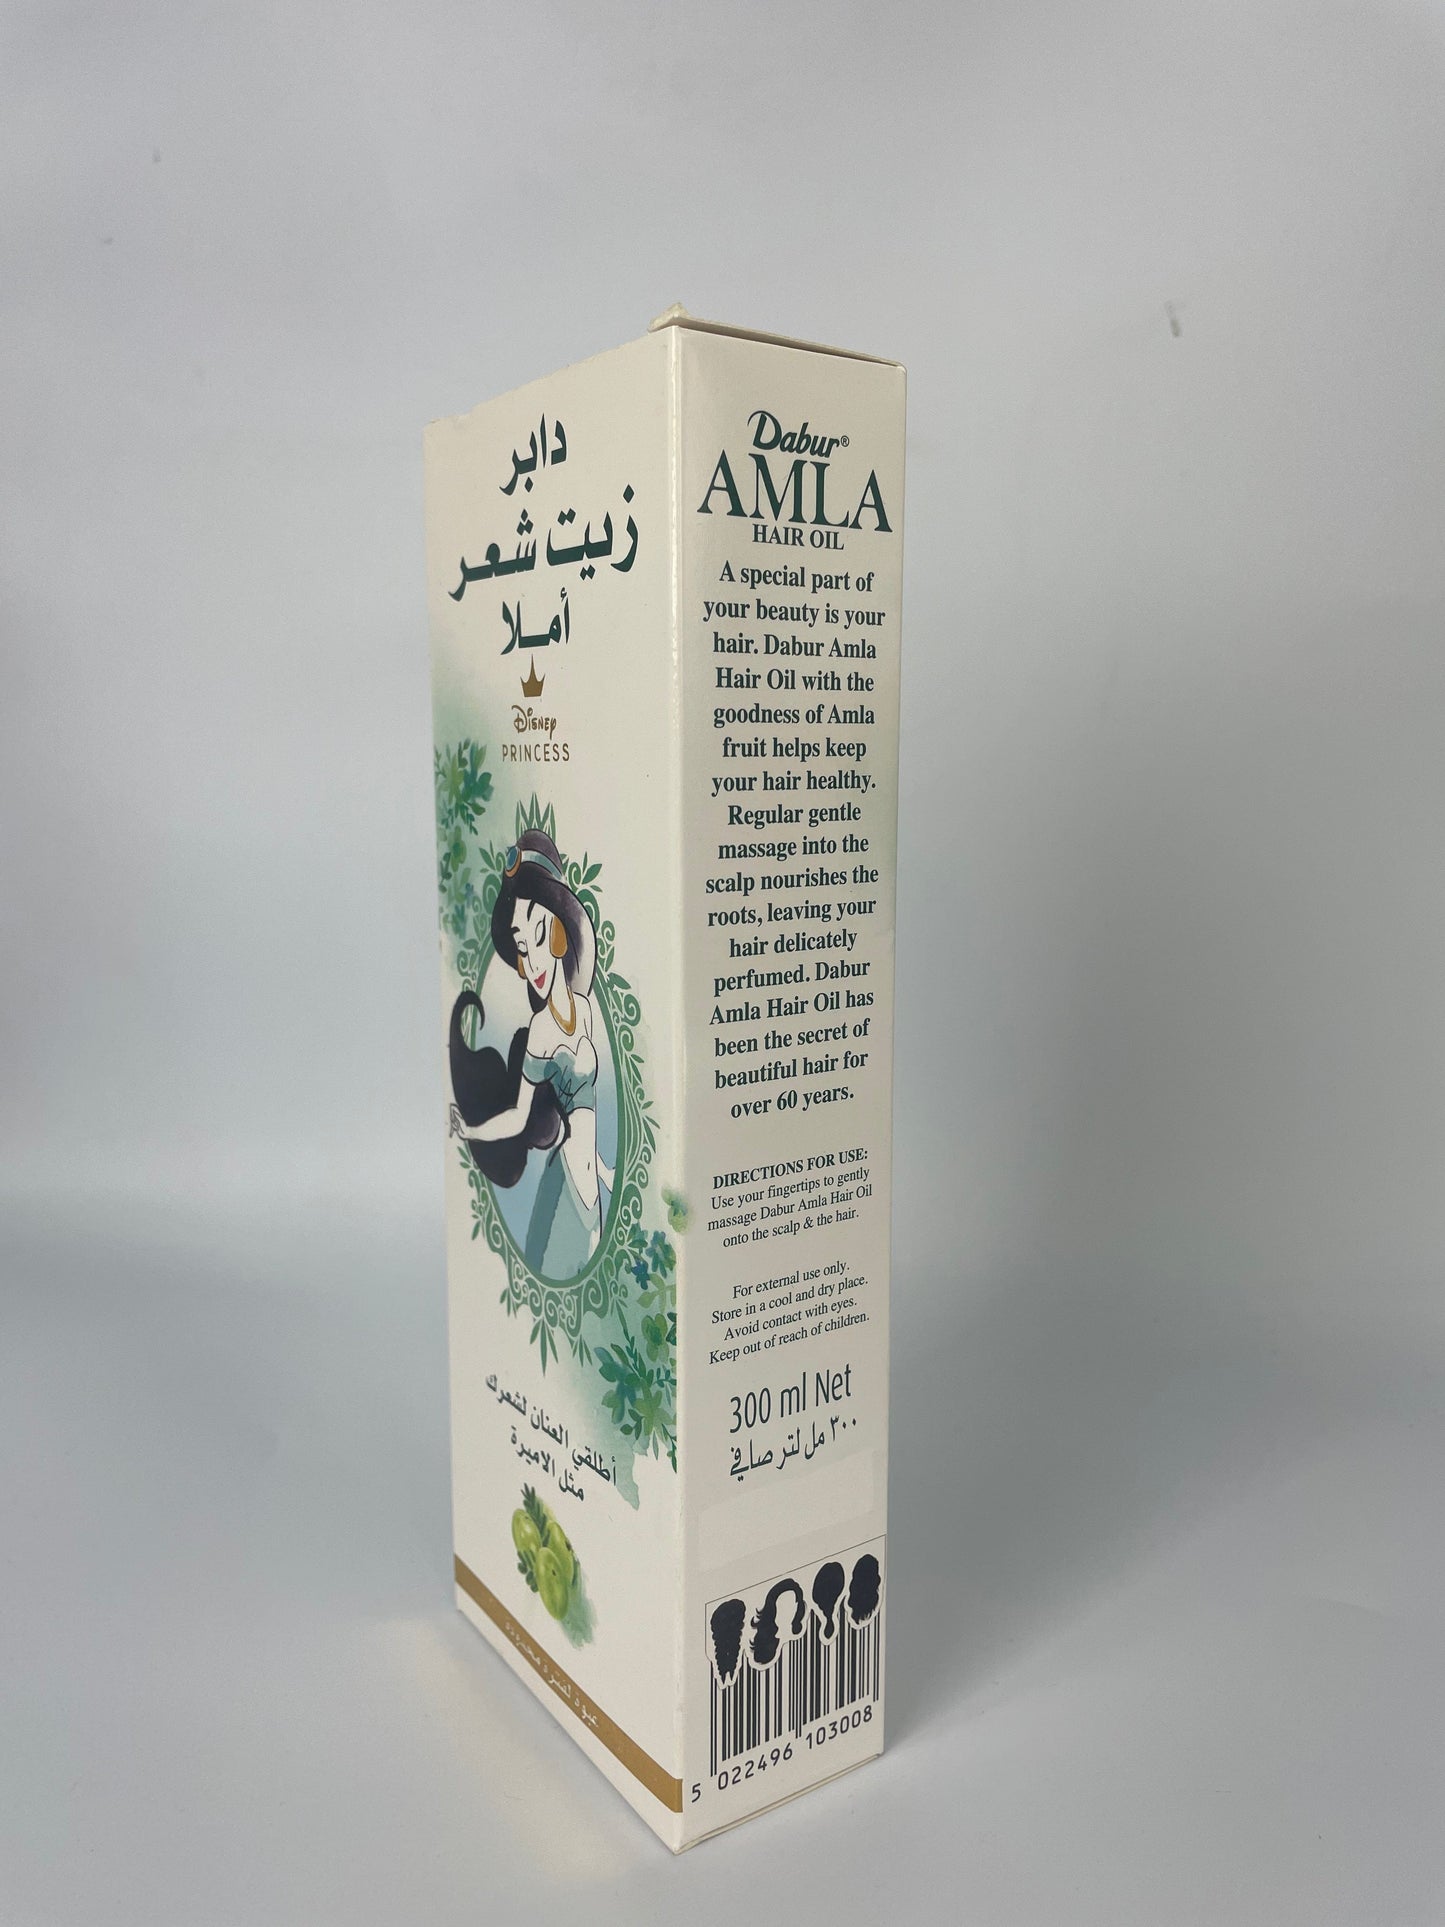 دابر
زيت شعر
أملا
Disney
PRINCESS
أطلقي العنان لشعرك
مثل الاميرة
عبوة لفترة محدودة
Dabur®
AMLA
HAIR OIL
A special part of
your beauty is your
hair. Dabur Amla
Hair Oil with the
goodness of Amla
fruit helps keep
your hair healthy.
Regular gentle
massage into the
scalp nourishes the
roots, leaving your
hair delicately
perfumed. Dabur
Amla Hair Oil has
been the secret of
beautiful hair for
over 60 years.
DIRECTIONS FOR USE:
Use your fingertips to gently
massage Dabur Amla Hair Oil
onto the scalp & the hair.
For external use only.
Store in a cool and dry place.
Avoid contact with eyes.
Keep out of reach of children.
300 ml Net
٣٠٠ مل لتر صافي
5 022496 103008